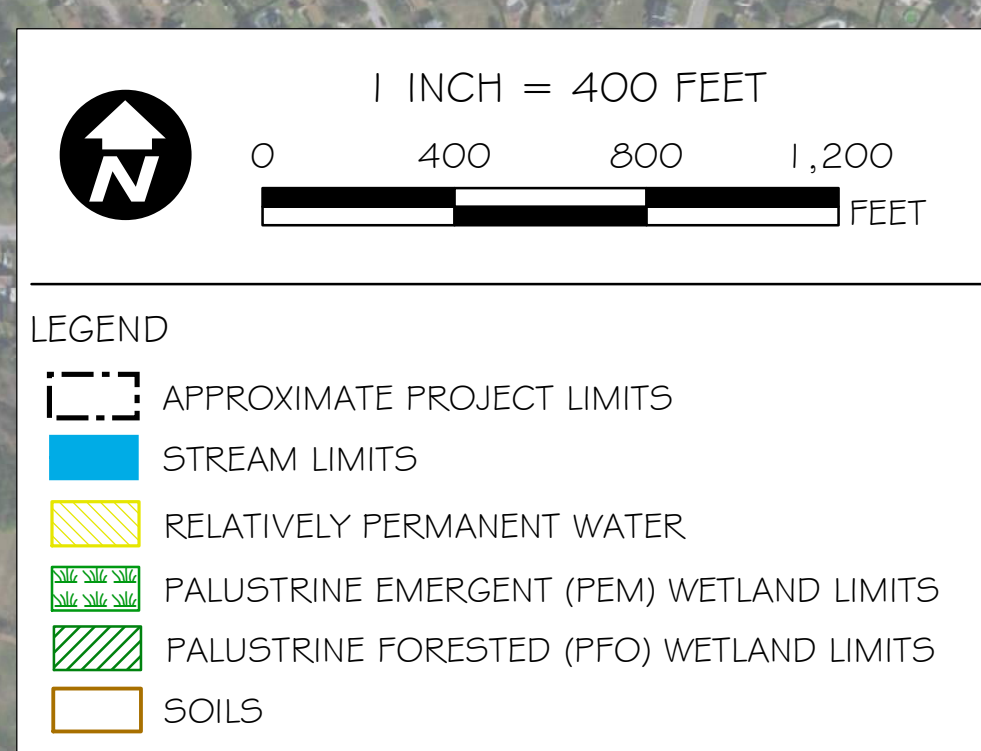 1 INCH = 400 FEET
N
0 400 800 1,200
FEET
LEGEND
APPROXIMATE PROJECT LIMITS
STREAM LIMITS
RELATIVELY PERMANENT WATER
PALUSTRINE EMERGENT (PEM) WETLAND LIMITS
PALUSTRINE FORESTED (PFO) WETLAND LIMITS
SOILS